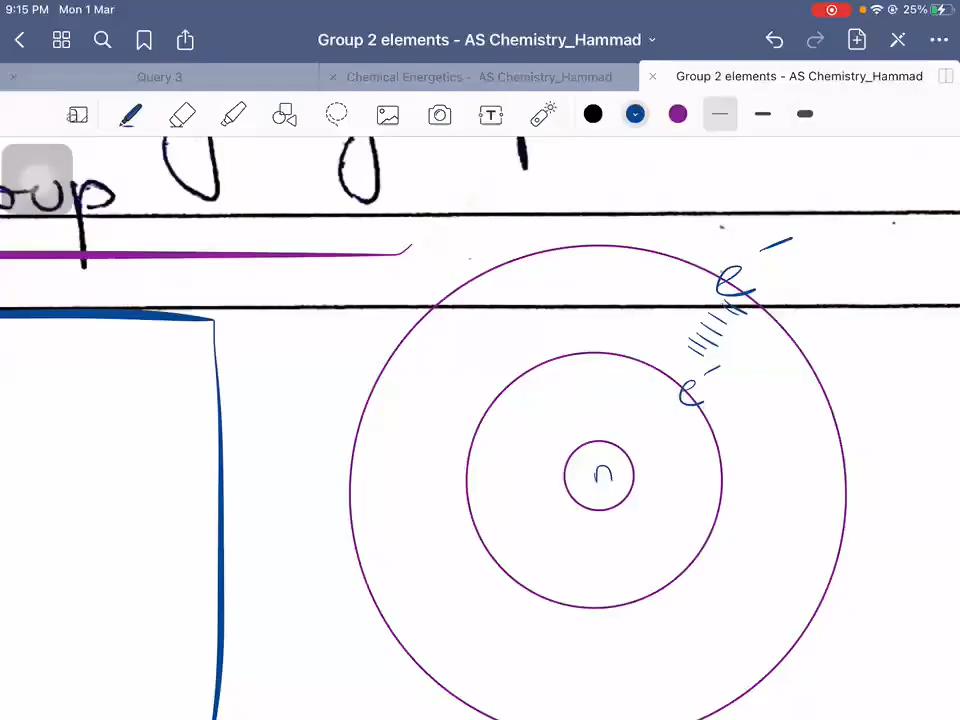 9:15 PM Mon 1 Mar
25%
Group 2 elements - AS Chemistry_Hammad
Query 3
Chemical Energetics - AS Chemistry_Hammad
Group 2 elements - AS Chemistry_Hammad
T
oup
e⁻
e⁻
n